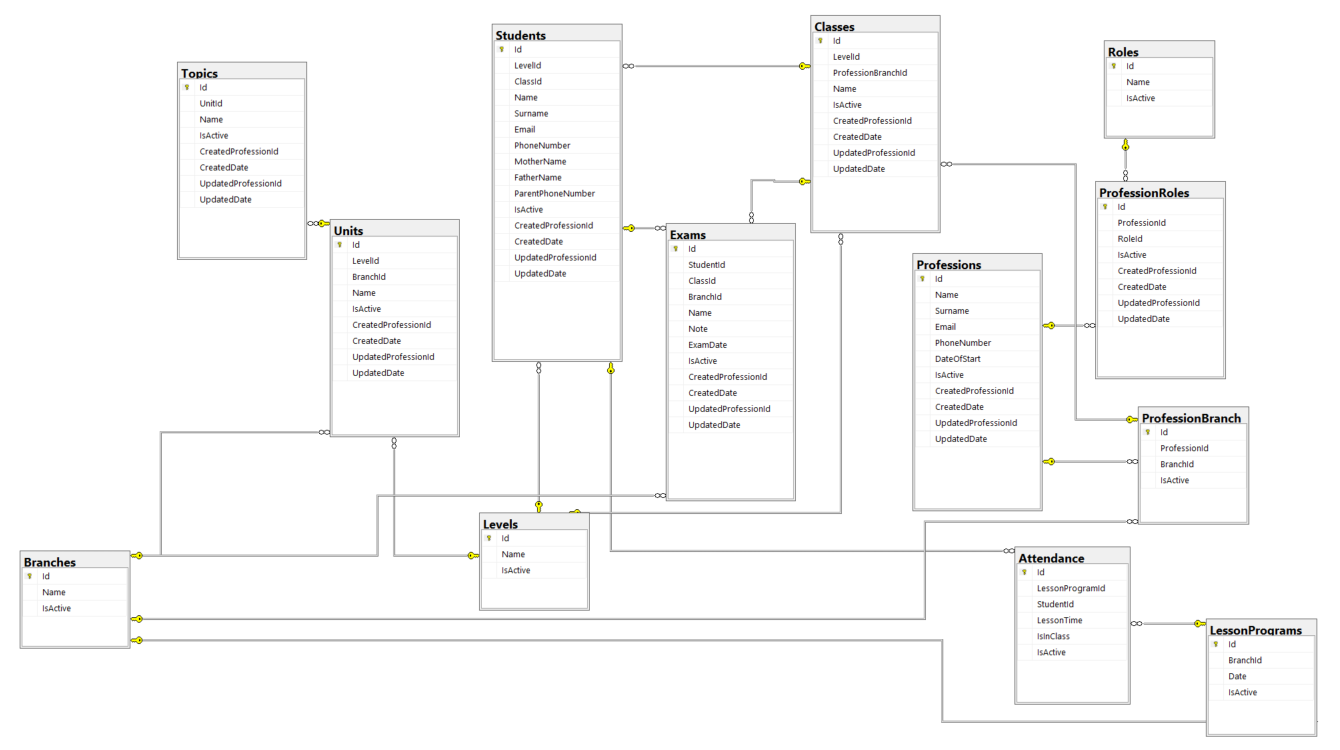 Topics
Id
UnitId
Name
IsActive
CreatedProfessionId
CreatedDate
UpdatedProfessionId
UpdatedDate
Units
Id
LevelId
BranchId
Name
IsActive
CreatedProfessionId
CreatedDate
UpdatedProfessionId
UpdatedDate
Students
Id
LevelId
ClassId
Name
Surname
Email
PhoneNumber
MotherName
FatherName
ParentPhoneNumber
IsActive
CreatedProfessionId
CreatedDate
UpdatedProfessionId
UpdatedDate
Exams
Id
StudentId
ClassId
BranchId
Name
Note
ExamDate
IsActive
CreatedProfessionId
CreatedDate
UpdatedProfessionId
UpdatedDate
Classes
Id
LevelId
ProfessionBranchId
Name
IsActive
CreatedProfessionId
CreatedDate
UpdatedProfessionId
UpdatedDate
Roles
Id
Name
IsActive
ProfessionRoles
Id
ProfessionId
RoleId
IsActive
CreatedProfessionId
CreatedDate
UpdatedProfessionId
UpdatedDate
Professions
Id
Name
Surname
Email
PhoneNumber
DateOfStart
IsActive
CreatedProfessionId
CreatedDate
UpdatedProfessionId
UpdatedDate
ProfessionBranch
Id
ProfessionId
BranchId
IsActive
Levels
Id
Name
IsActive
Branches
Id
Name
IsActive
Attendance
Id
LessonProgramId
StudentId
LessonTime
IsInClass
IsActive
LessonPrograms
Id
BranchId
Date
IsActive